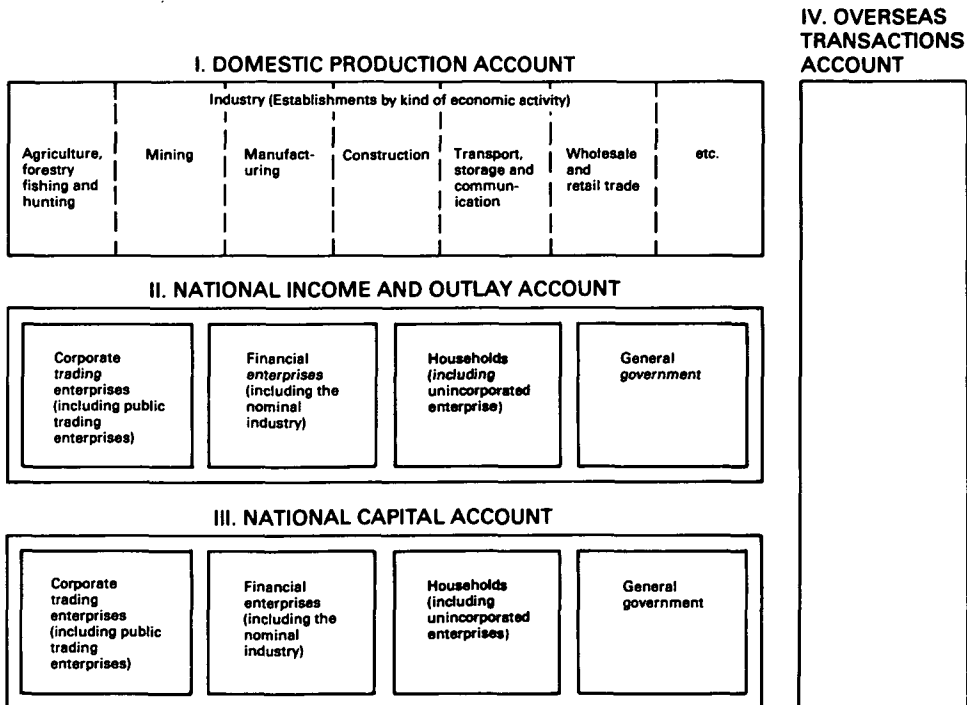 IV. OVERSEAS
TRANSACTIONS
ACCOUNT
I. DOMESTIC PRODUCTION ACCOUNT
Industry (Establishments by kind of economic activity)
Agriculture,
forestry
fishing and
hunting
Mining
Manufact-
uring
Construction
Transport,
storage and
commun-
ication
Wholesale
and
retail trade
etc.
II. NATIONAL INCOME AND OUTLAY ACCOUNT
Corporate
trading
enterprises
(including public
trading
enterprises)
Financial
enterprises
(including the
nominal
industry)
Households
(including
unincorporated
enterprise)
General
government
III. NATIONAL CAPITAL ACCOUNT
Corporate
trading
enterprises
(including public
trading
enterprises)
Financial
enterprises
(including the
nominal
industry)
Households
(including
unincorporated
enterprises)
General
government